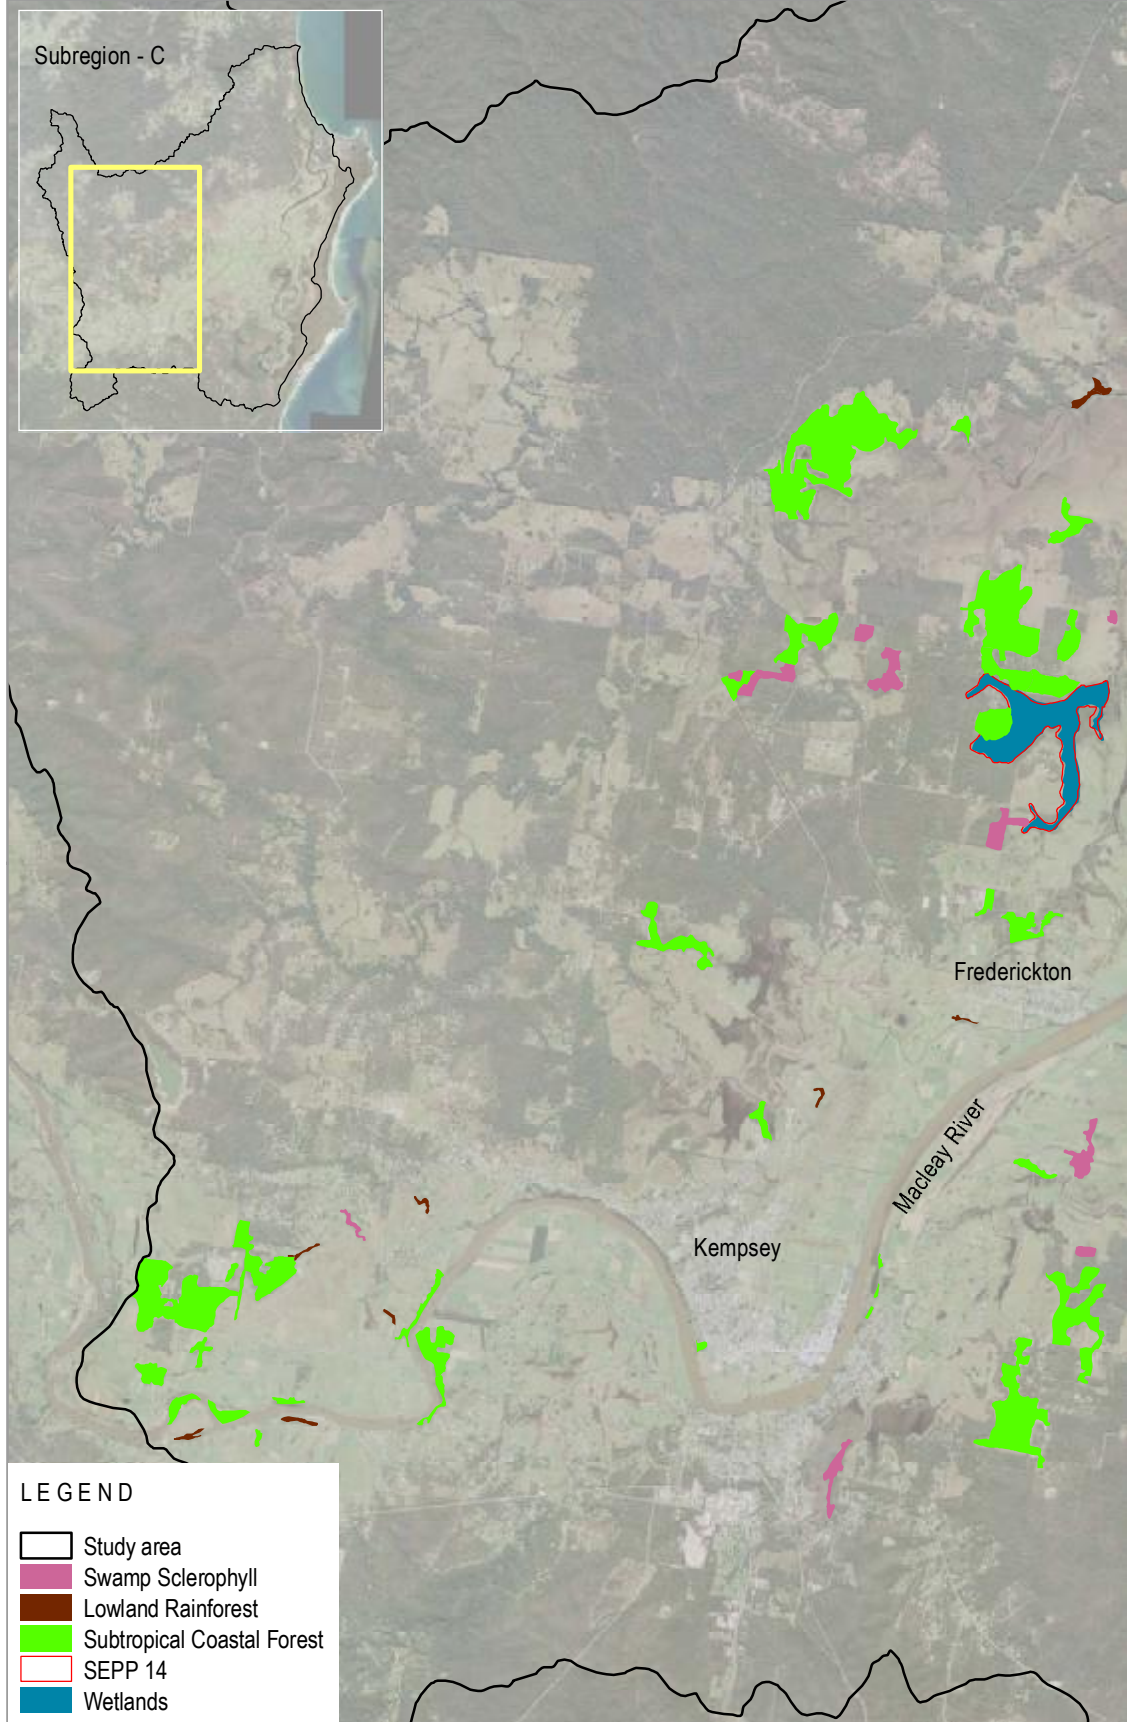 Subregion - C
Frederickton
Macleay River
Kempsey
LEGEND
Study area
Swamp Sclerophyll
Lowland Rainforest
Subtropical Coastal Forest
SEPP 14
Wetlands